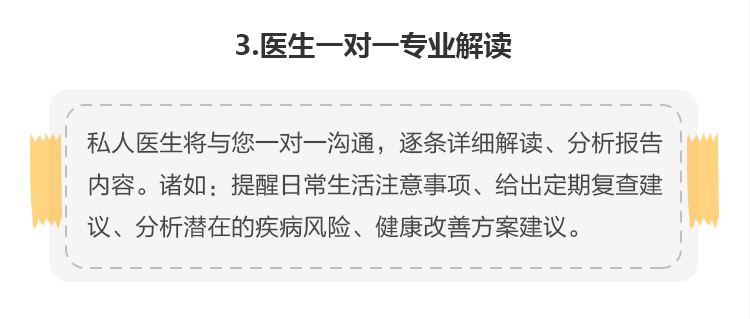 3.医生一对一专业解读
私人医生将与您一对一沟通，逐条详细解读、分析报告
内容。诸如：提醒日常生活注意事项、给出定期复查建
议、分析潜在的疾病风险、健康改善方案建议。